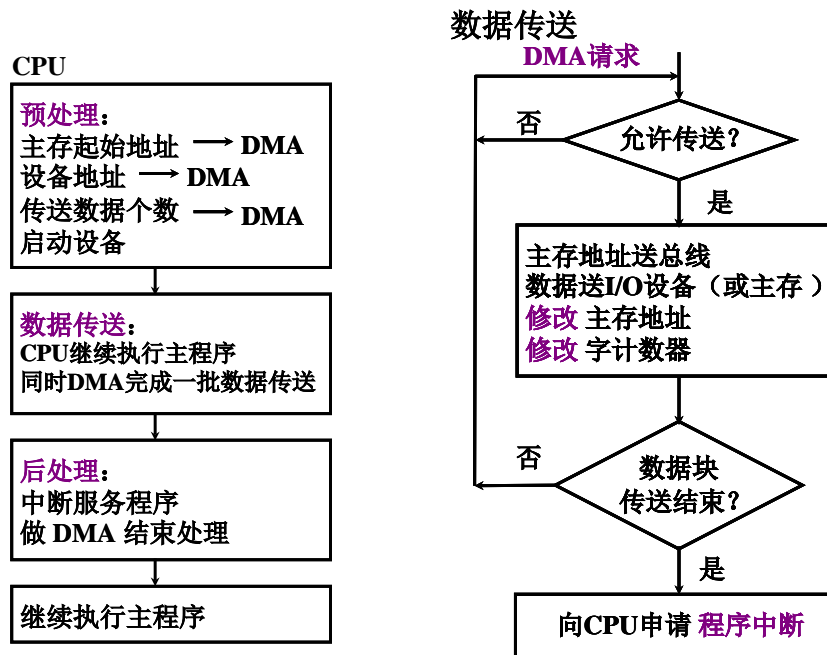 CPU
预处理：
主存起始地址 → DMA
设备地址 → DMA
传送数据个数 → DMA
启动设备
数据传送：
CPU继续执行主程序
同时DMA完成一批数据传送
后处理：
中断服务程序
做 DMA 结束处理
继续执行主程序
数据传送
DMA请求
允许传送？
否
是
主存地址送总线
数据送I/O设备（或主存 ）
修改 主存地址
修改 字计数器
否
数据块
传送结束？
是
向CPU申请 程序中断